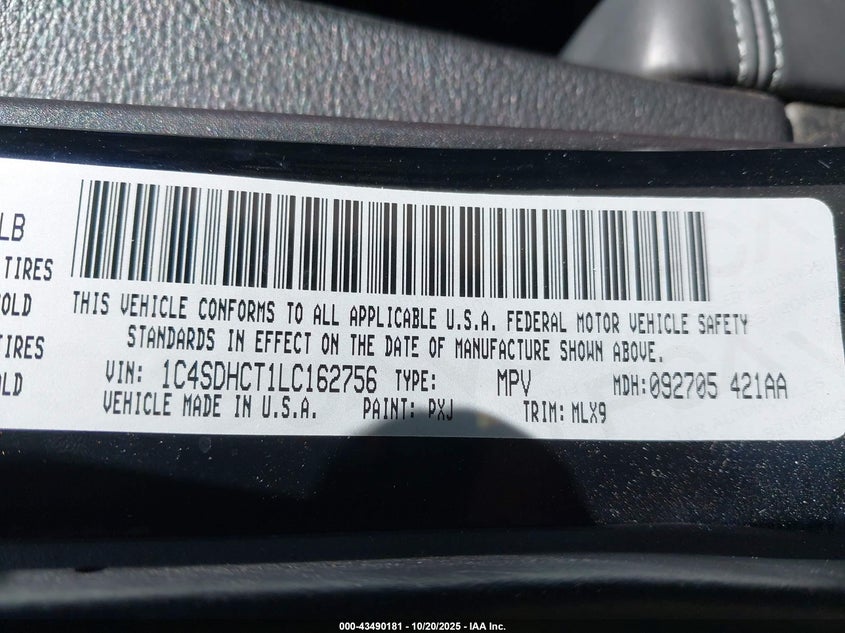 LB
TIRES
OLD
TIRES
OLD
THIS VEHICLE CONFORMS TO ALL APPLICABLE U.S.A. FEDERAL MOTOR VEHICLE SAFETY
STANDARDS IN EFFECT ON THE DATE OF MANUFACTURE SHOWN ABOVE.
VIN: 1C4SDHCT1LC162756 TYPE: MPV MDH:092705 421AA
VEHICLE MADE IN U.S.A. PAINT: PXJ TRIM: MLX9
000-43490181 - 10/20/2025 - IAA Inc.